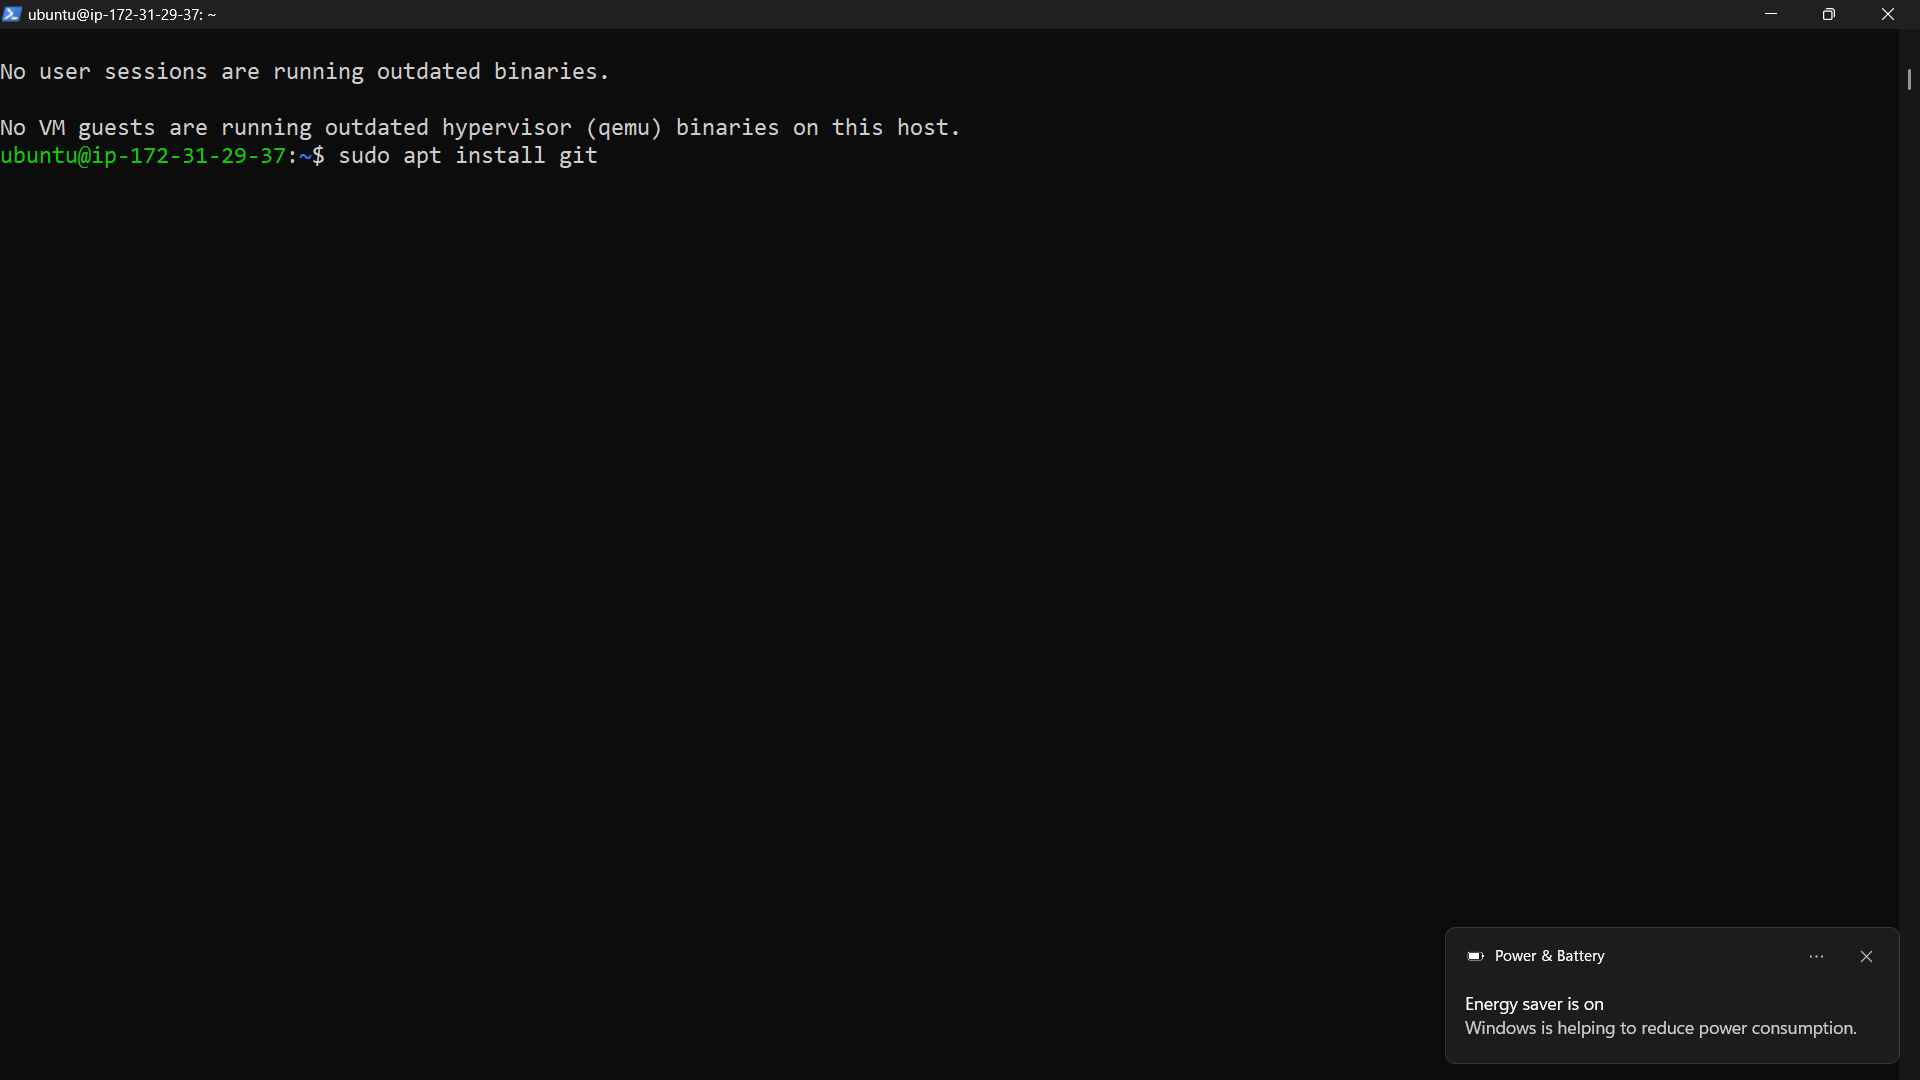 ubuntu@ip-172-31-29-37: ~
No user sessions are running outdated binaries.
No VM guests are running outdated hypervisor (qemu) binaries on this host.
ubuntu@ip-172-31-29-37:~$ sudo apt install git
Power & Battery
Energy saver is on
Windows is helping to reduce power consumption.